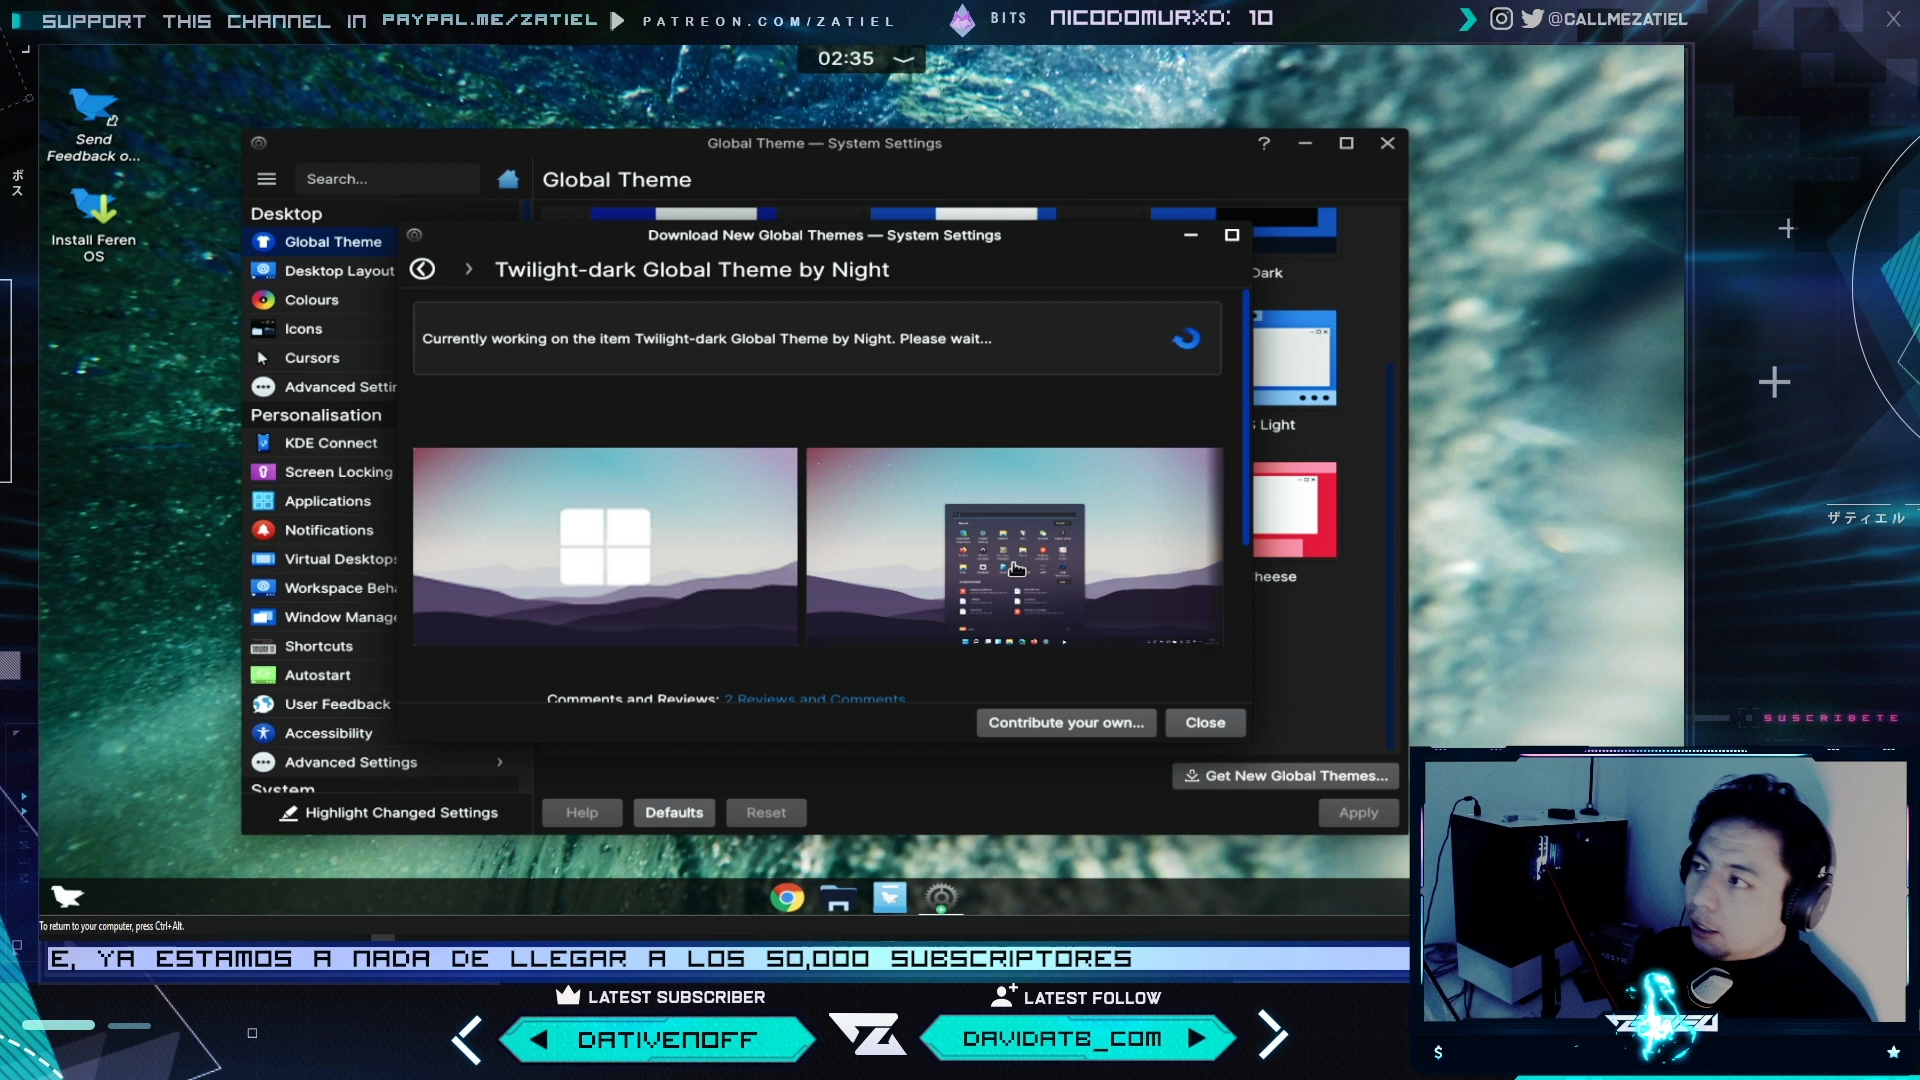 SUPPORT THIS CHANNEL IN PAYPAL.ME/ZATIEL PATREON.COM/ZATIEL BITS NICODOMURXD: 10 @CALLMEZATIEL
02:35
Send
Feedback o...
Install Feren
OS
ボス
Global Theme — System Settings
Search...
Global Theme
Desktop
Global Theme
Desktop Layout
Colours
Icons
Cursors
Advanced Settin
Personalisation
KDE Connect
Screen Locking
Applications
Notifications
Virtual Desktops
Workspace Beha
Window Manage
Shortcuts
Autostart
User Feedback
Accessibility
Advanced Settings
System
Highlight Changed Settings
Download New Global Themes — System Settings
Twilight-dark Global Theme by Night
Currently working on the item Twilight-dark Global Theme by Night. Please wait...
Comments and Reviews: 2 Reviews and Comments
Contribute your own...
Close
Dark
S Light
heese
Get New Global Themes...
Help
Defaults
Reset
Apply
ザティエル
SUSCRIBETE
To return to your computer, press Ctrl+Alt.
E, YA ESTAMOS A NADA DE LLEGAR A LOS 50,000 SUBSCRIPTORES
LATEST SUBSCRIBER
DATIVENOFF
LATEST FOLLOW
DAVIDATB_COM